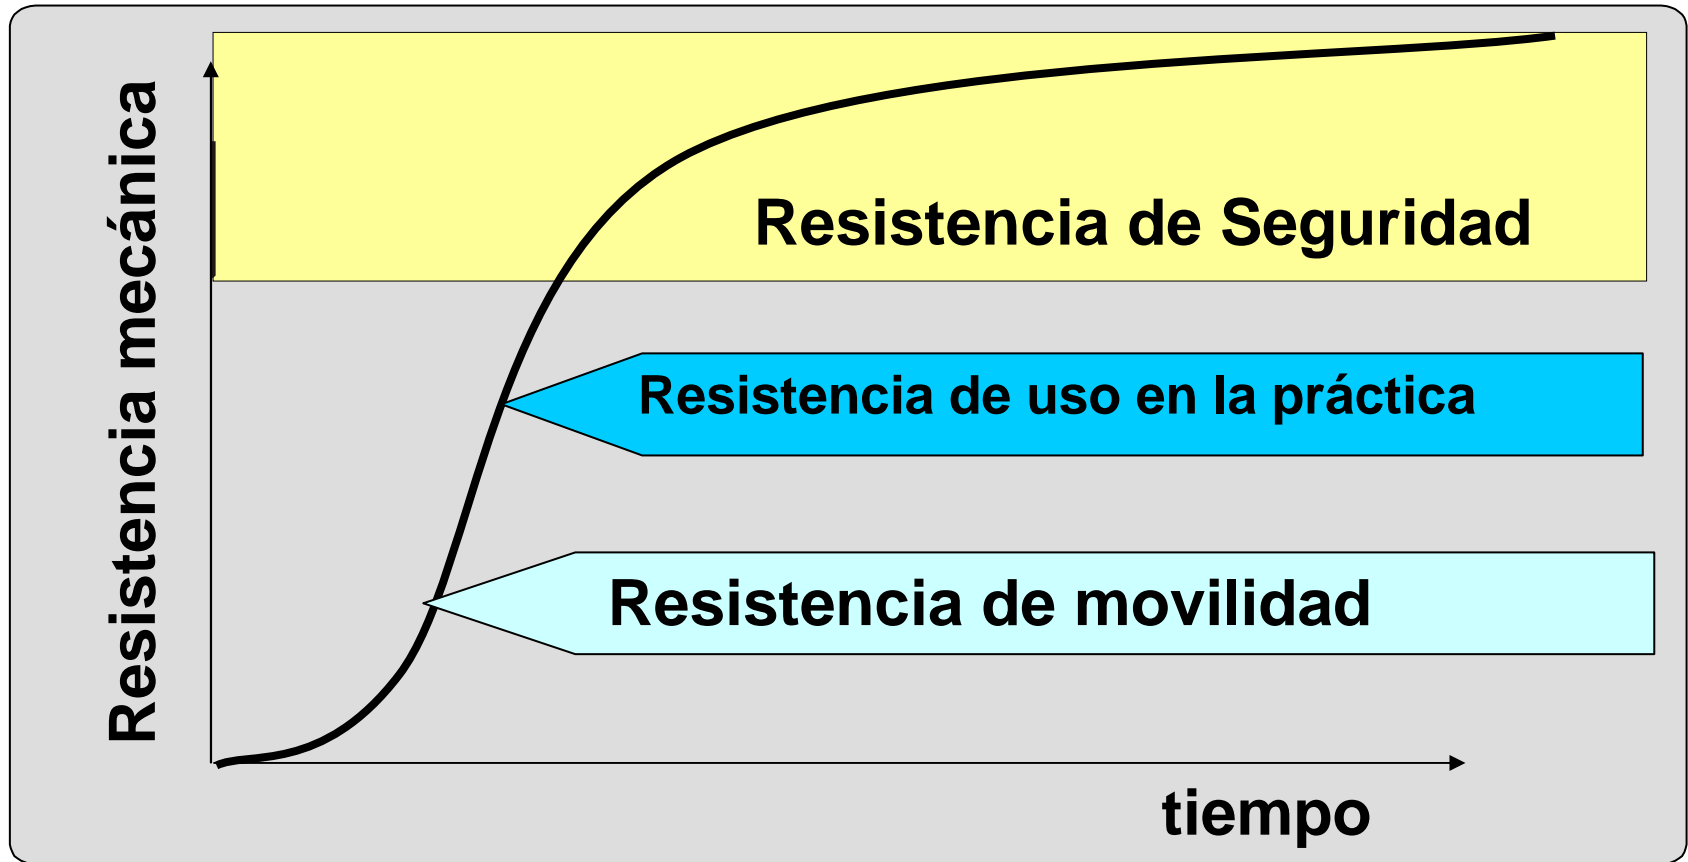 Resistencia mecánica
Resistencia de Seguridad
Resistencia de uso en la práctica
Resistencia de movilidad
tiempo